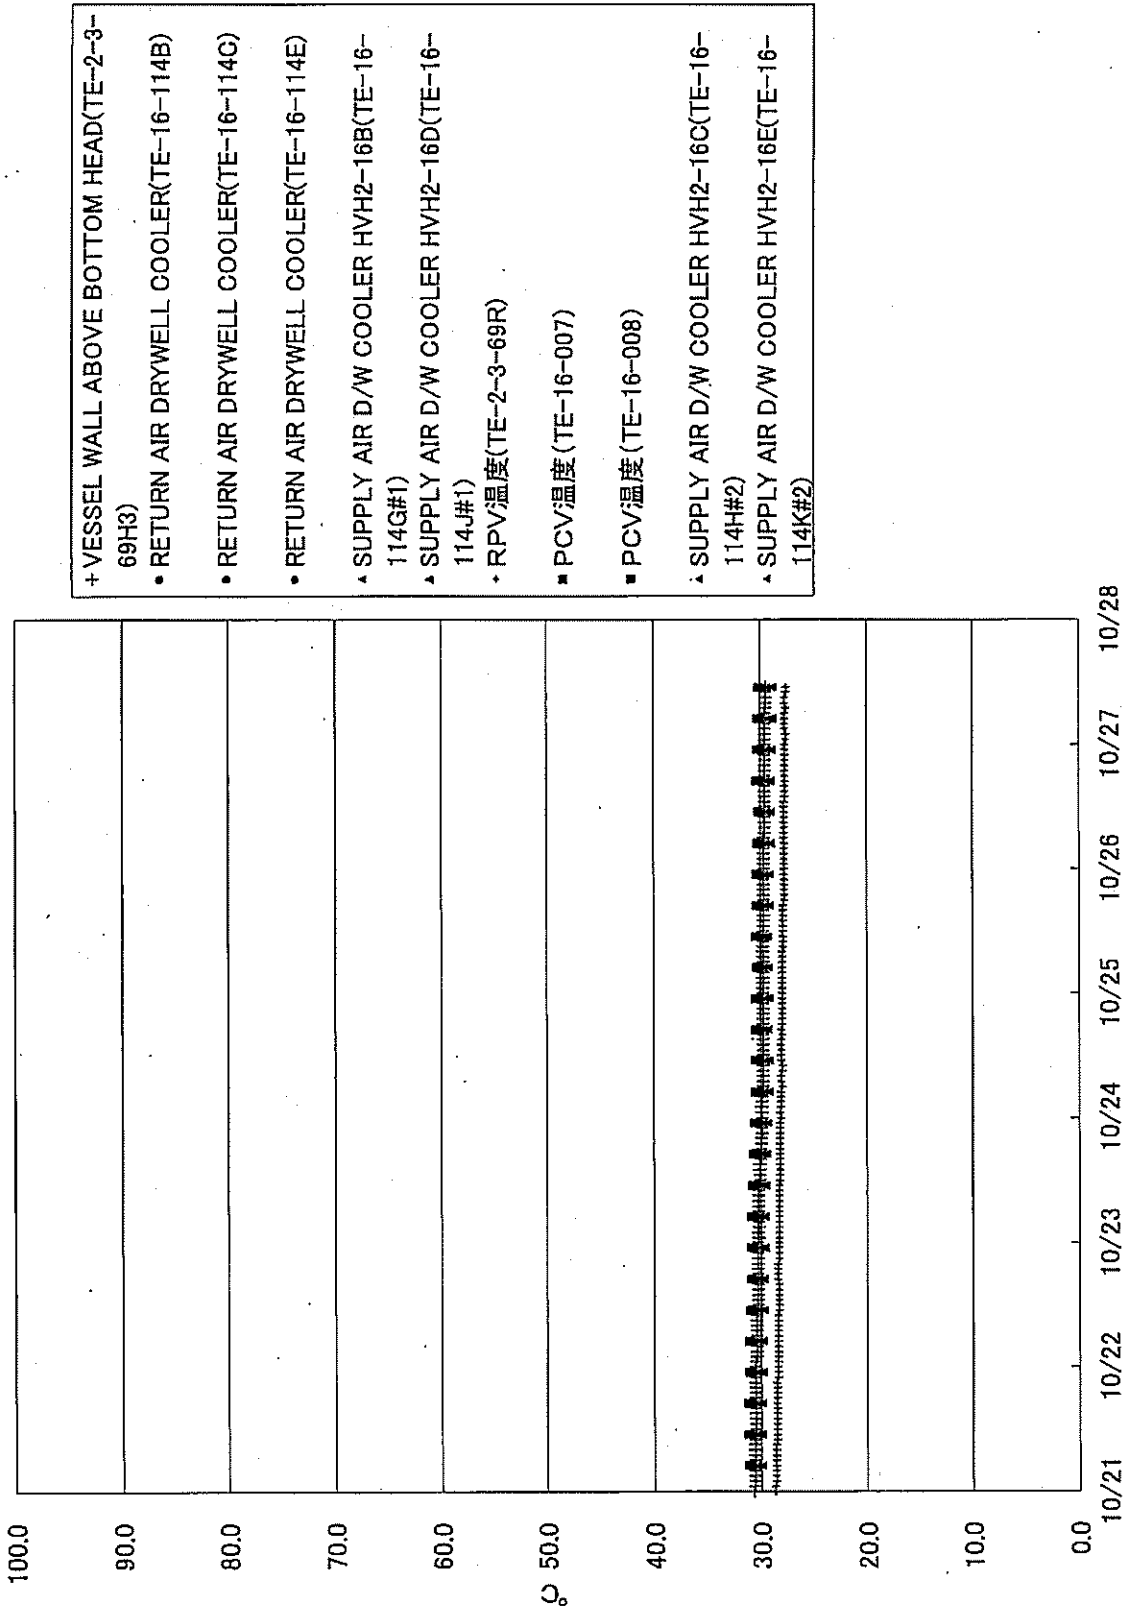 100.0
90.0
80.0
70.0
60.0
50.0
40.0
30.0
20.0
10.0
0.0
℃
10/21
10/22
10/23
10/24
10/25
10/26
10/27
10/28
+ VESSEL WALL ABOVE BOTTOM HEAD(TE-2-3-
69H3)
• RETURN AIR DRYWELL COOLER(TE-16-114B)
• RETURN AIR DRYWELL COOLER(TE-16-114C)
• RETURN AIR DRYWELL COOLER(TE-16-114E)
▲ SUPPLY AIR D/W COOLER HVH2-16B(TE-16-
114G#1)
▲ SUPPLY AIR D/W COOLER HVH2-16D(TE-16-
114J#1)
◆ RPV温度(TE-2-3-69R)
■ PCV温度(TE-16-007)
■ PCV温度(TE-16-008)
▲ SUPPLY AIR D/W COOLER HVH2-16C(TE-16-
114H#2)
▲ SUPPLY AIR D/W COOLER HVH2-16E(TE-16-
114K#2)